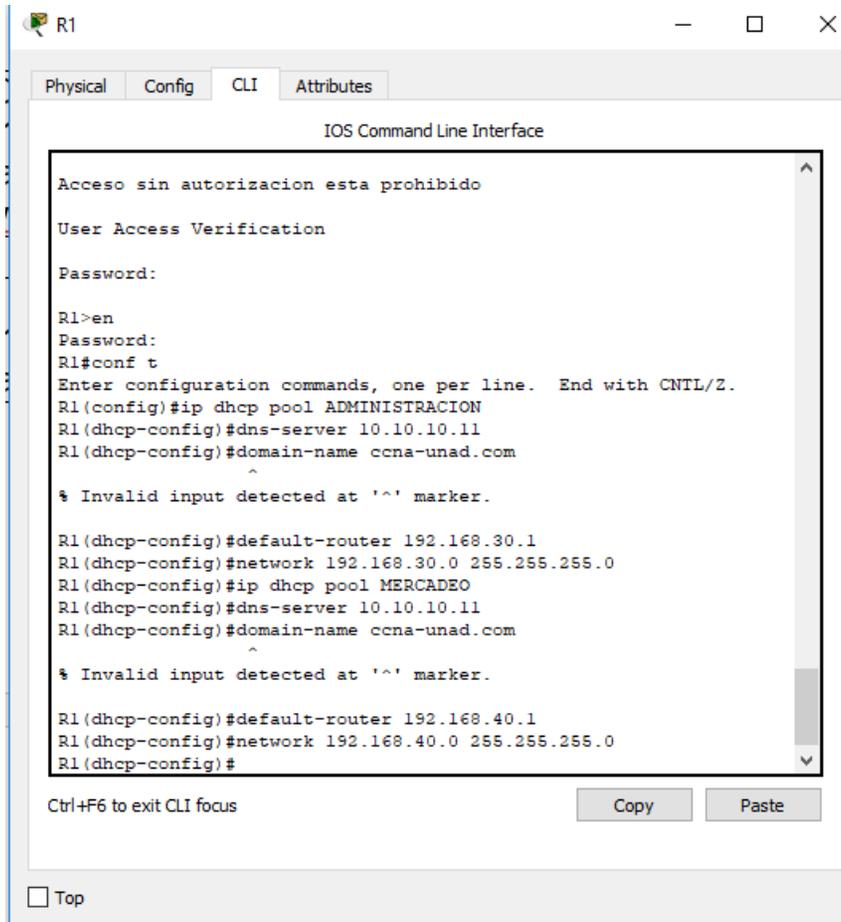 R1
Physical Config CLI Attributes
IOS Command Line Interface
Acceso sin autorizacion esta prohibido
User Access Verification
Password:
R1>en
Password:
R1#conf t
Enter configuration commands, one per line. End with CNTL/Z.
R1(config)#ip dhcp pool ADMINISTRACION
R1(dhcp-config)#dns-server 10.10.10.11
R1(dhcp-config)#domain-name ccna-unad.com
^
% Invalid input detected at '^' marker.
R1(dhcp-config)#default-router 192.168.30.1
R1(dhcp-config)#network 192.168.30.0 255.255.255.0
R1(dhcp-config)#ip dhcp pool MERCADEO
R1(dhcp-config)#dns-server 10.10.10.11
R1(dhcp-config)#domain-name ccna-unad.com
^
% Invalid input detected at '^' marker.
R1(dhcp-config)#default-router 192.168.40.1
R1(dhcp-config)#network 192.168.40.0 255.255.255.0
R1(dhcp-config)#
Ctrl+F6 to exit CLI focus
Copy Paste
Top